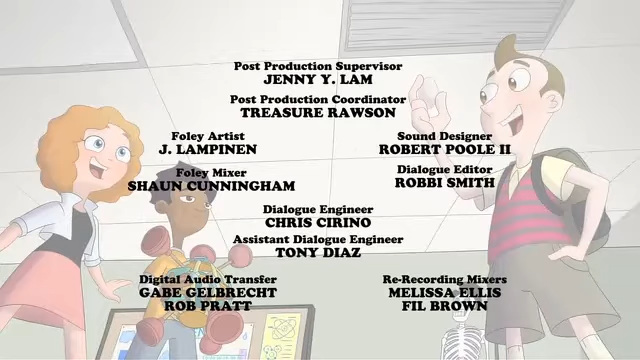 Post Production Supervisor
JENNY Y. LAM
Post Production Coordinator
TREASURE RAWSON
Foley Artist
J. LAMPINEN
Sound Designer
ROBERT POOLE II
Foley Mixer
SHAUN CUNNINGHAM
Dialogue Editor
ROBBI SMITH
Dialogue Engineer
CHRIS CIRINO
Assistant Dialogue Engineer
TONY DIAZ
Digital Audio Transfer
GABE GELBRECHT
ROB PRATT
Re-Recording Mixers
MELISSA ELLIS
FIL BROWN